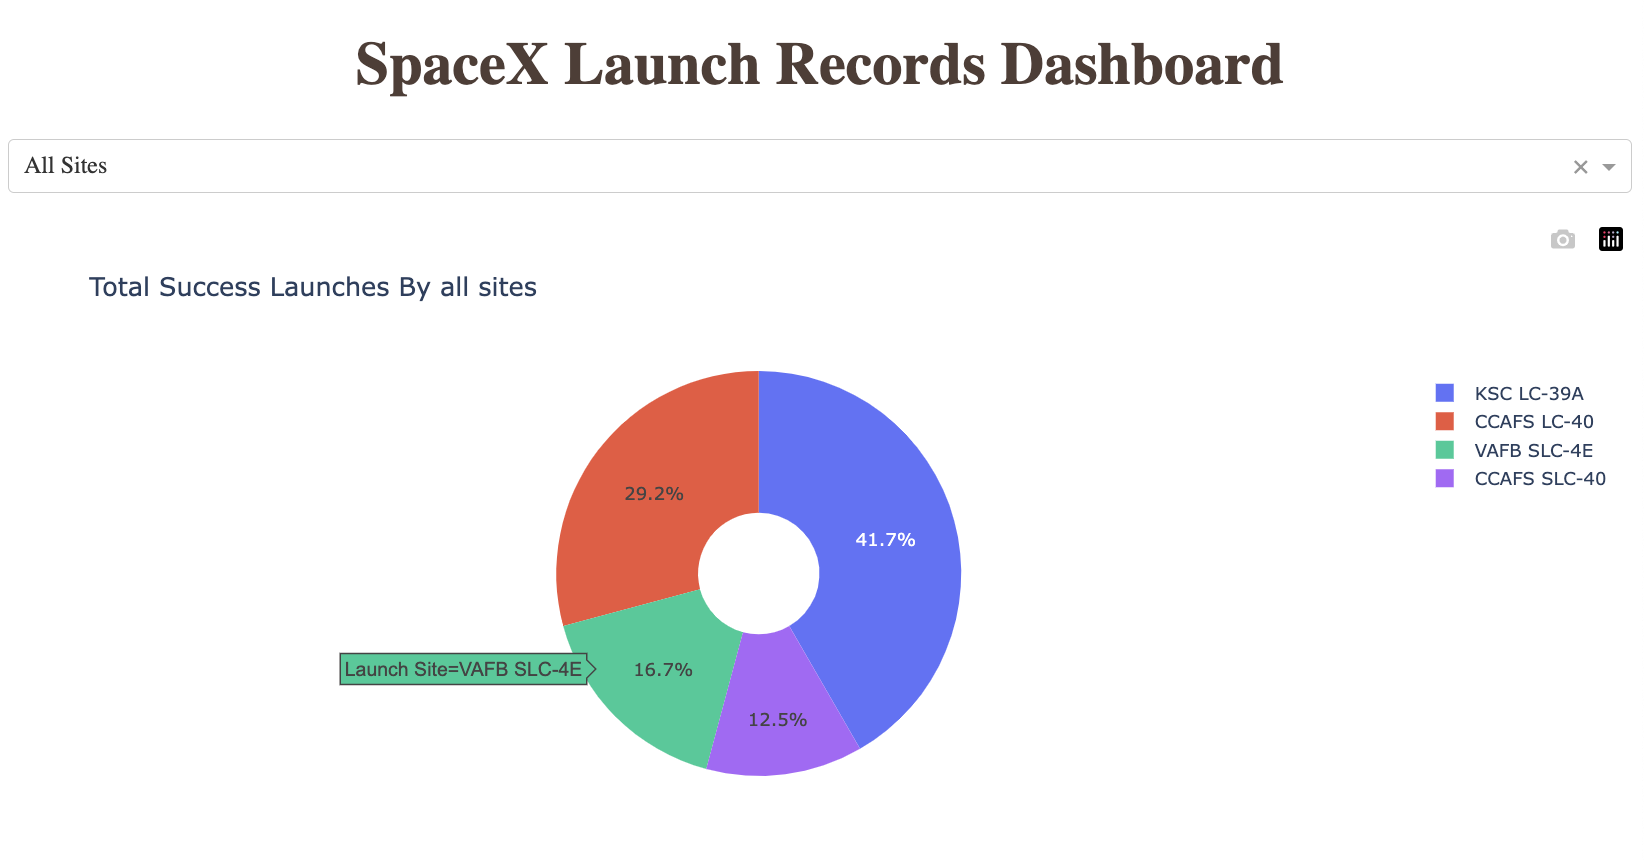 SpaceX Launch Records Dashboard
All Sites
Total Success Launches By all sites
KSC LC-39A
CCAFS LC-40
VAFB SLC-4E
CCAFS SLC-40
29.2%
41.7%
Launch Site=VAFB SLC-4E
16.7%
12.5%